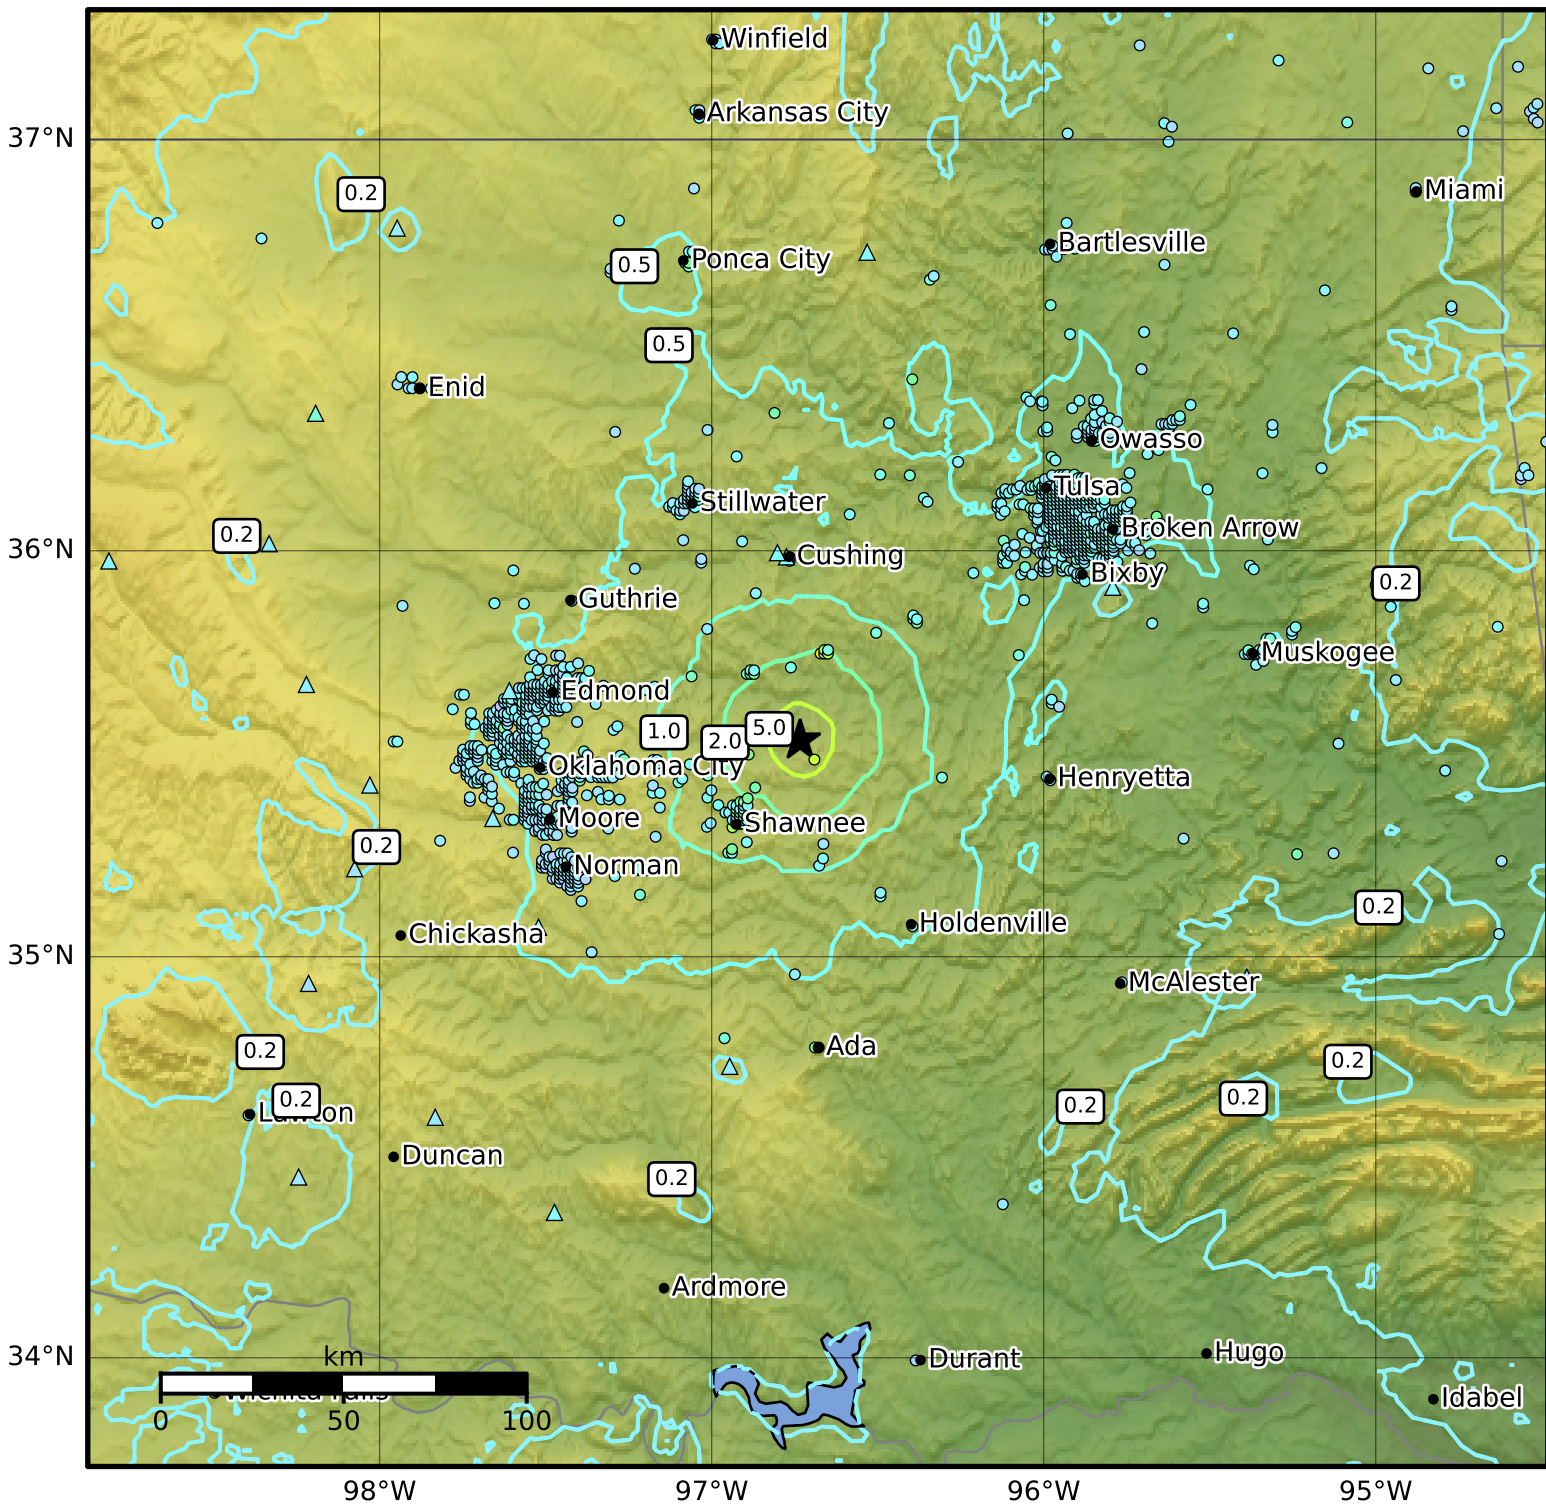 Winfield
Arkansas City
37°N
Miami
0.2
Bartlesville
Ponca City
0.5
0.5
Enid
Owasso
Tulsa
Stillwater
Broken Arrow
0.2
36°N
Cushing
Bixby
0.2
Guthrie
Muskogee
Edmond
1.0
2.0
5.0
Oklahoma City
Henryetta
Moore
Shawnee
0.2
Norman
0.2
Holdenville
Chickasha
35°N
McAlester
0.2
Ada
0.2
0.2
0.2
0.2
Lawton
Duncan
0.2
Ardmore
34°N
km
Durant
Hugo
Wichita Falls
Idabel
0
50
100
98°W
97°W
96°W
95°W